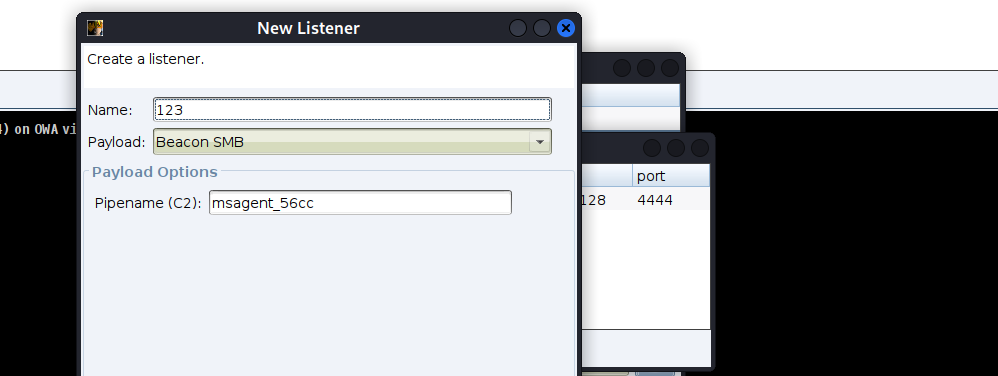 New Listener
Create a listener.
Name: 123
Payload: Beacon SMB
Payload Options
Pipename (C2): msagent_56cc
) on OWA vi
port
128 4444